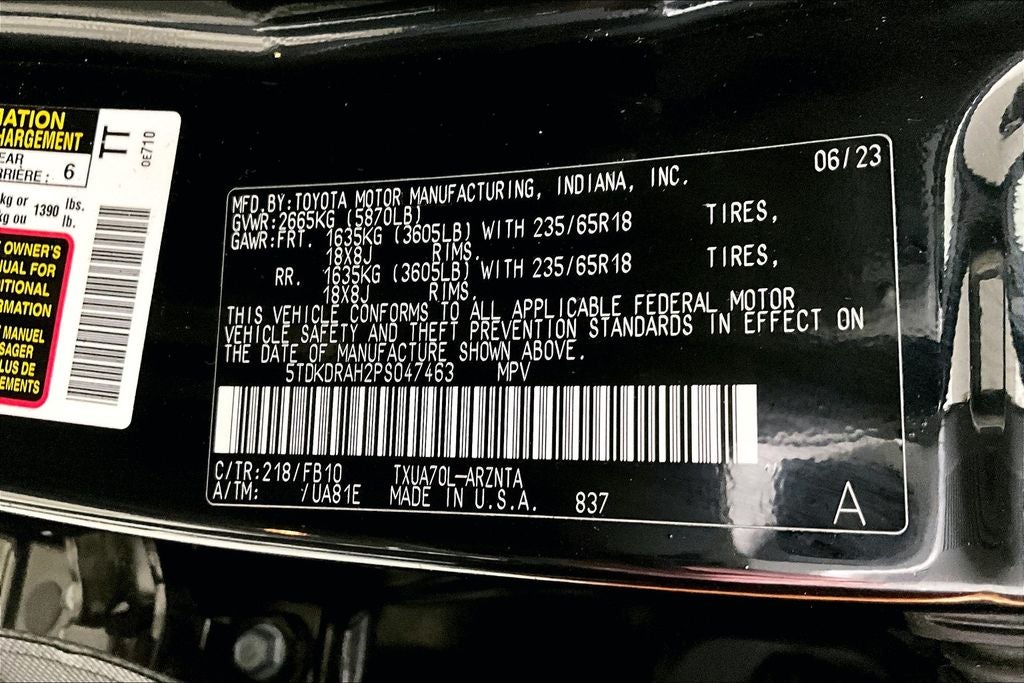 MATION
HARGEMENT
EAR
RRIÈRE : 6
kg or 1390 lbs.
kg ou lb.
OWNER'S
UAL FOR
ITIONAL
RMATION
MANUEL
SAGER
LUS DE
EMENTS
TT
0E710
06/23
MFD.BY:TOYOTA MOTOR MANUFACTURING, INDIANA, INC.
GVWR:2665KG (5870LB)
GAWR:FRT. 1635KG (3605LB) WITH 235/65R18 TIRES,
18X8J RIMS.
RR. 1635KG (3605LB) WITH 235/65R18 TIRES,
18X8J RIMS.
THIS VEHICLE CONFORMS TO ALL APPLICABLE FEDERAL MOTOR
VEHICLE SAFETY AND THEFT PREVENTION STANDARDS IN EFFECT ON
THE DATE OF MANUFACTURE SHOWN ABOVE.
5TDKDRAH2PS047463 MPV
C/TR:218/FB10 TXUA70L-ARZNTA
A/TM: /UA81E MADE IN U.S.A. 837
A